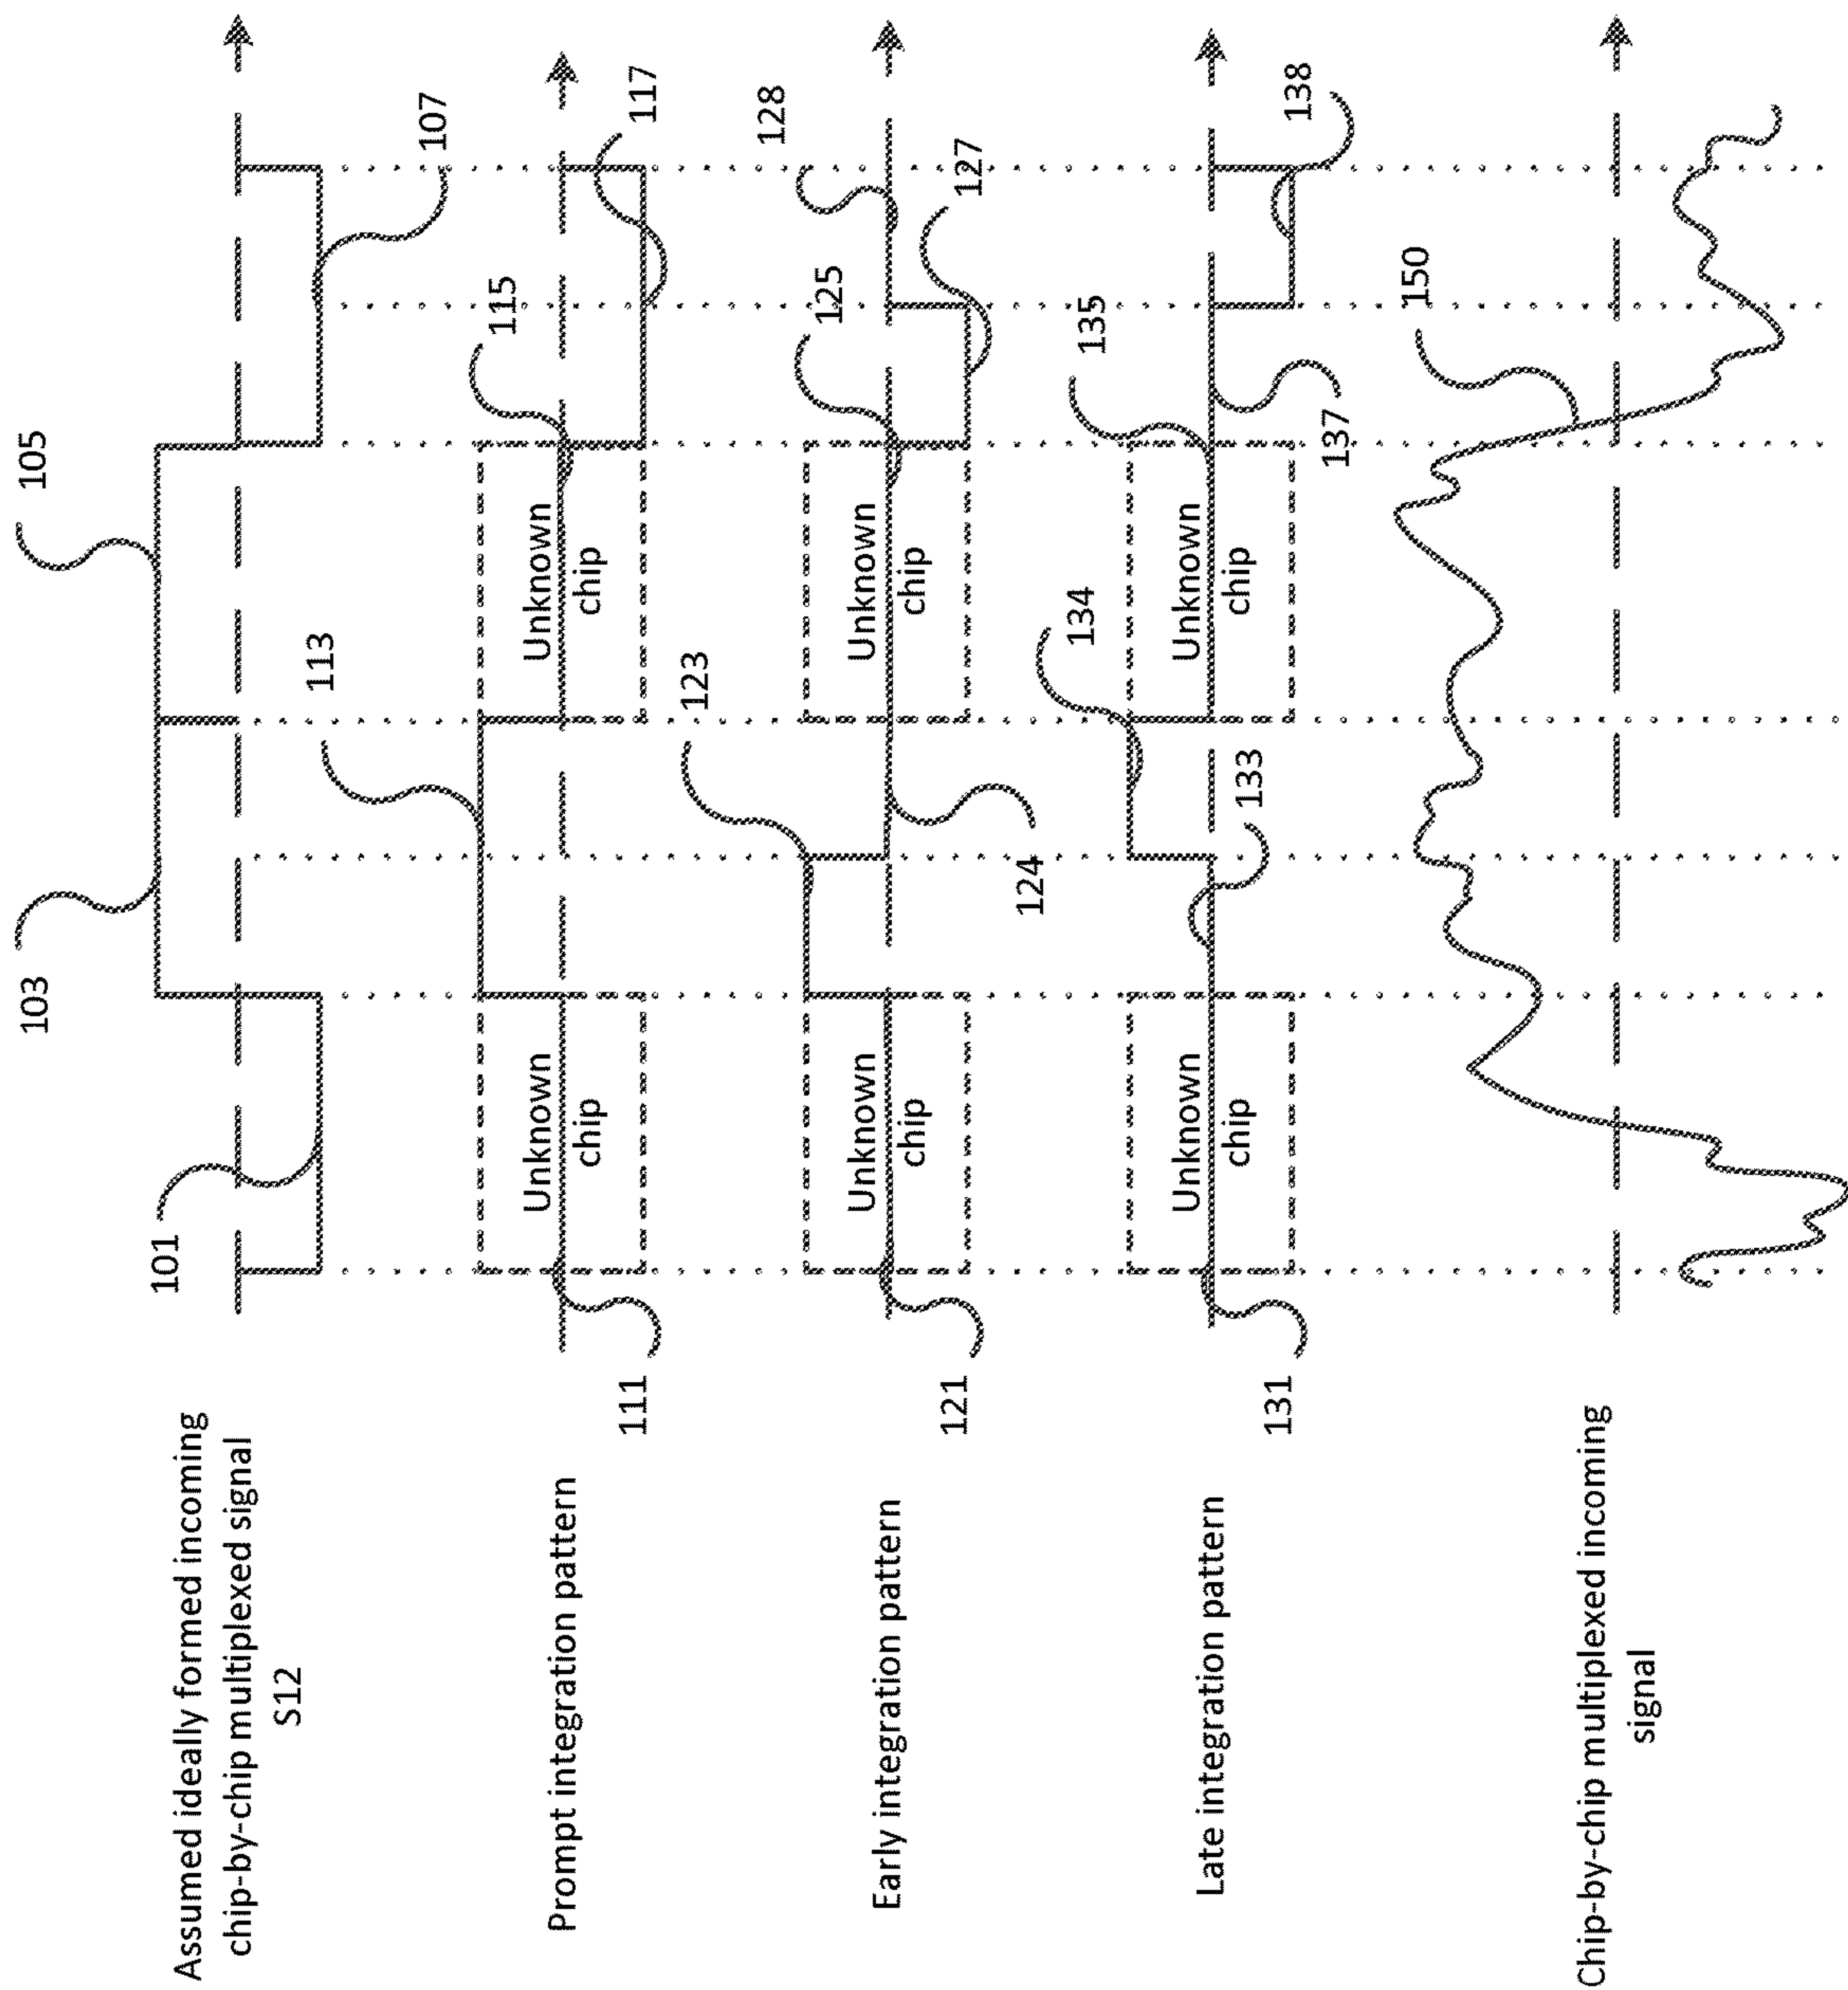 Assumed ideally formed incoming
chip-by-chip multiplexed signal
S12
101
103
105
107
Prompt integration pattern
111
Unknown
chip
113
Unknown
chip
115
117
Early integration pattern
121
Unknown
chip
123
124
Unknown
chip
125
127
128
Late integration pattern
131
Unknown
chip
133
134
Unknown
chip
135
137
138
Chip-by-chip multiplexed incoming
signal
150